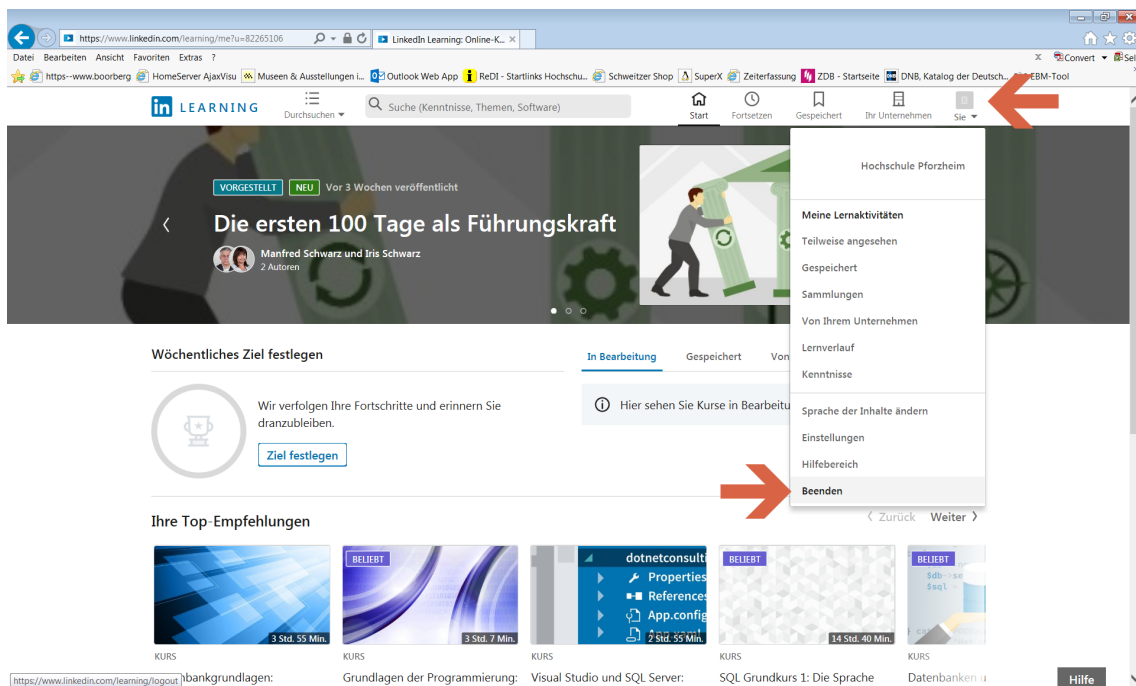 https://www.linkedin.com/learning/me?u=82265106
LinkedIn Learning: Online-K...
Datei Bearbeiten Ansicht Favoriten Extras ?
x Convert Sel
https--www.boorberg HomeServer AjaxVisu Museen & Ausstellungen i... Outlook Web App ReDI - Startlinks Hochschu... Schweitzer Shop SuperX Zeiterfassung ZDB - Startseite DNB, Katalog der Deutsch... EBM-Tool
in LEARNING
Durchsuchen
Suche (Kenntnisse, Themen, Software)
Start Fortsetzen Gespeichert Ihr Unternehmen Sie
VORGESTELLT NEU Vor 3 Wochen veröffentlicht
Die ersten 100 Tage als Führungskraft
Manfred Schwarz und Iris Schwarz
2 Autoren
Hochschule Pforzheim
Meine Lernaktivitäten
Teilweise angesehen
Gespeichert
Sammlungen
Von Ihrem Unternehmen
Lernverlauf
Kenntnisse
Sprache der Inhalte ändern
Einstellungen
Hilfebereich
Beenden
Wöchentliches Ziel festlegen
Wir verfolgen Ihre Fortschritte und erinnern Sie
dranzubleiben.
Ziel festlegen
In Bearbeitung Gespeichert Von
Hier sehen Sie Kurse in Bearbeitu
Ihre Top-Empfehlungen
Zurück Weiter
3 Std. 55 Min.
KURS
bankgrundlagen:
BELIEBT
3 Std. 7 Min.
KURS
Grundlagen der Programmierung:
dotnetconsulti
Properties
References
App.config
2 Std. 55 Min.
KURS
Visual Studio und SQL Server:
BELIEBT
14 Std. 40 Min.
KURS
SQL Grundkurs 1: Die Sprache
BELIEBT
$db->se
$sql
KURS
Datenbanken u
https://www.linkedin.com/learning/logout
Hilfe